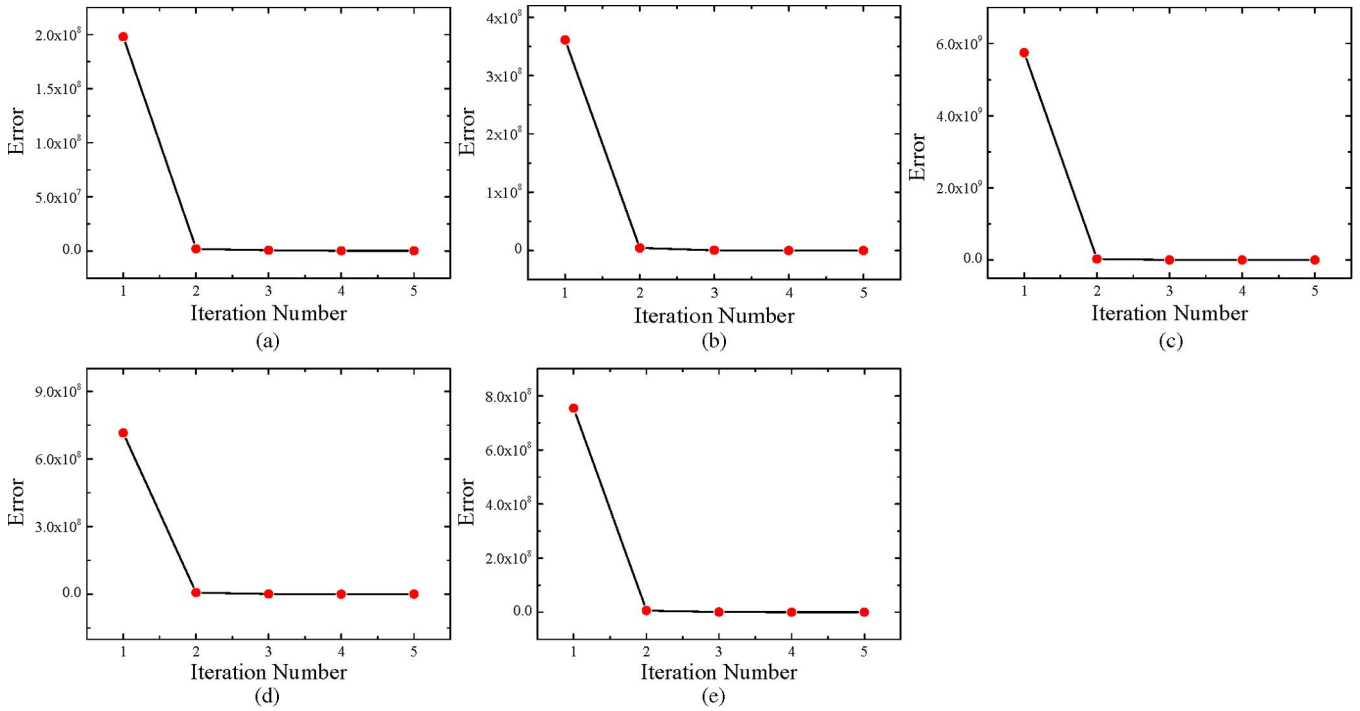 2.0x10⁸
1.5x10⁸
1.0x10⁸
5.0x10⁷
0.0
Error
1 2 3 4 5
Iteration Number
(a)
4x10⁸
3x10⁸
2x10⁸
1x10⁸
0
Error
1 2 3 4 5
Iteration Number
(b)
6.0x10⁹
4.0x10⁹
2.0x10⁹
0.0
Error
1 2 3 4 5
Iteration Number
(c)
9.0x10⁸
6.0x10⁸
3.0x10⁸
0.0
Error
1 2 3 4 5
Iteration Number
(d)
8.0x10⁸
6.0x10⁸
4.0x10⁸
2.0x10⁸
0.0
Error
1 2 3 4 5
Iteration Number
(e)